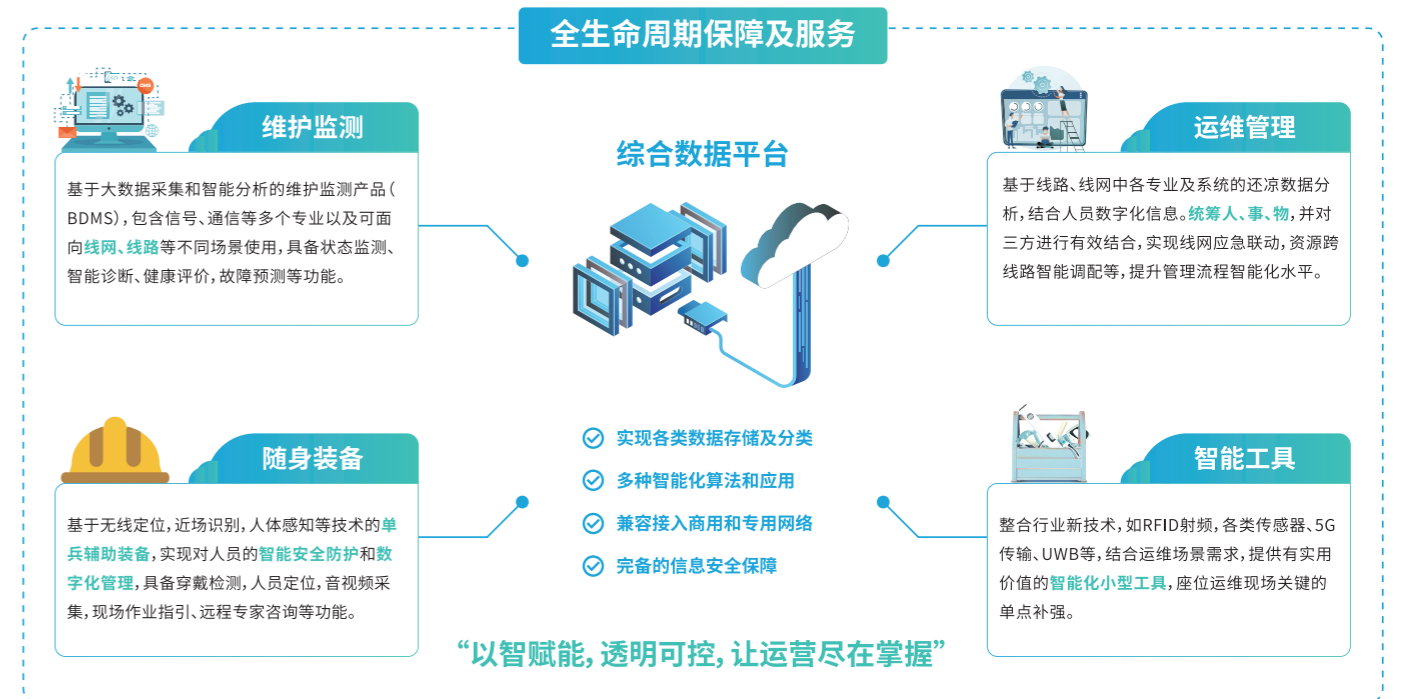 全生命周期保障及服务
维护监测
基于大数据采集和智能分析的维护监测产品（
BDMS），包含信号、通信等多个专业以及可面
向线网、线路等不同场景使用，具备状态监测、
智能诊断、健康评价，故障预测等功能。
综合数据平台
运维管理
基于线路、线网中各专业及系统的还凉数据分
析，结合人员数字化信息。统筹人、事、物，并对
三方进行有效结合，实现线网应急联动，资源跨
线路智能调配等，提升管理流程智能化水平。
随身装备
基于无线定位，近场识别，人体感知等技术的单
兵辅助装备，实现对人员的智能安全防护和数
字化管理，具备穿戴检测，人员定位，音视频采
集，现场作业指引、远程专家咨询等功能。
实现各类数据存储及分类
多种智能化算法和应用
兼容接入商用和专用网络
完备的信息安全保障
智能工具
整合行业新技术，如RFID射频，各类传感器、5G
传输、UWB等，结合运维场景需求，提供有实用
价值的智能化小型工具，座位运维现场关键的
单点补强。
“以智赋能，透明可控，让运营尽在掌握”